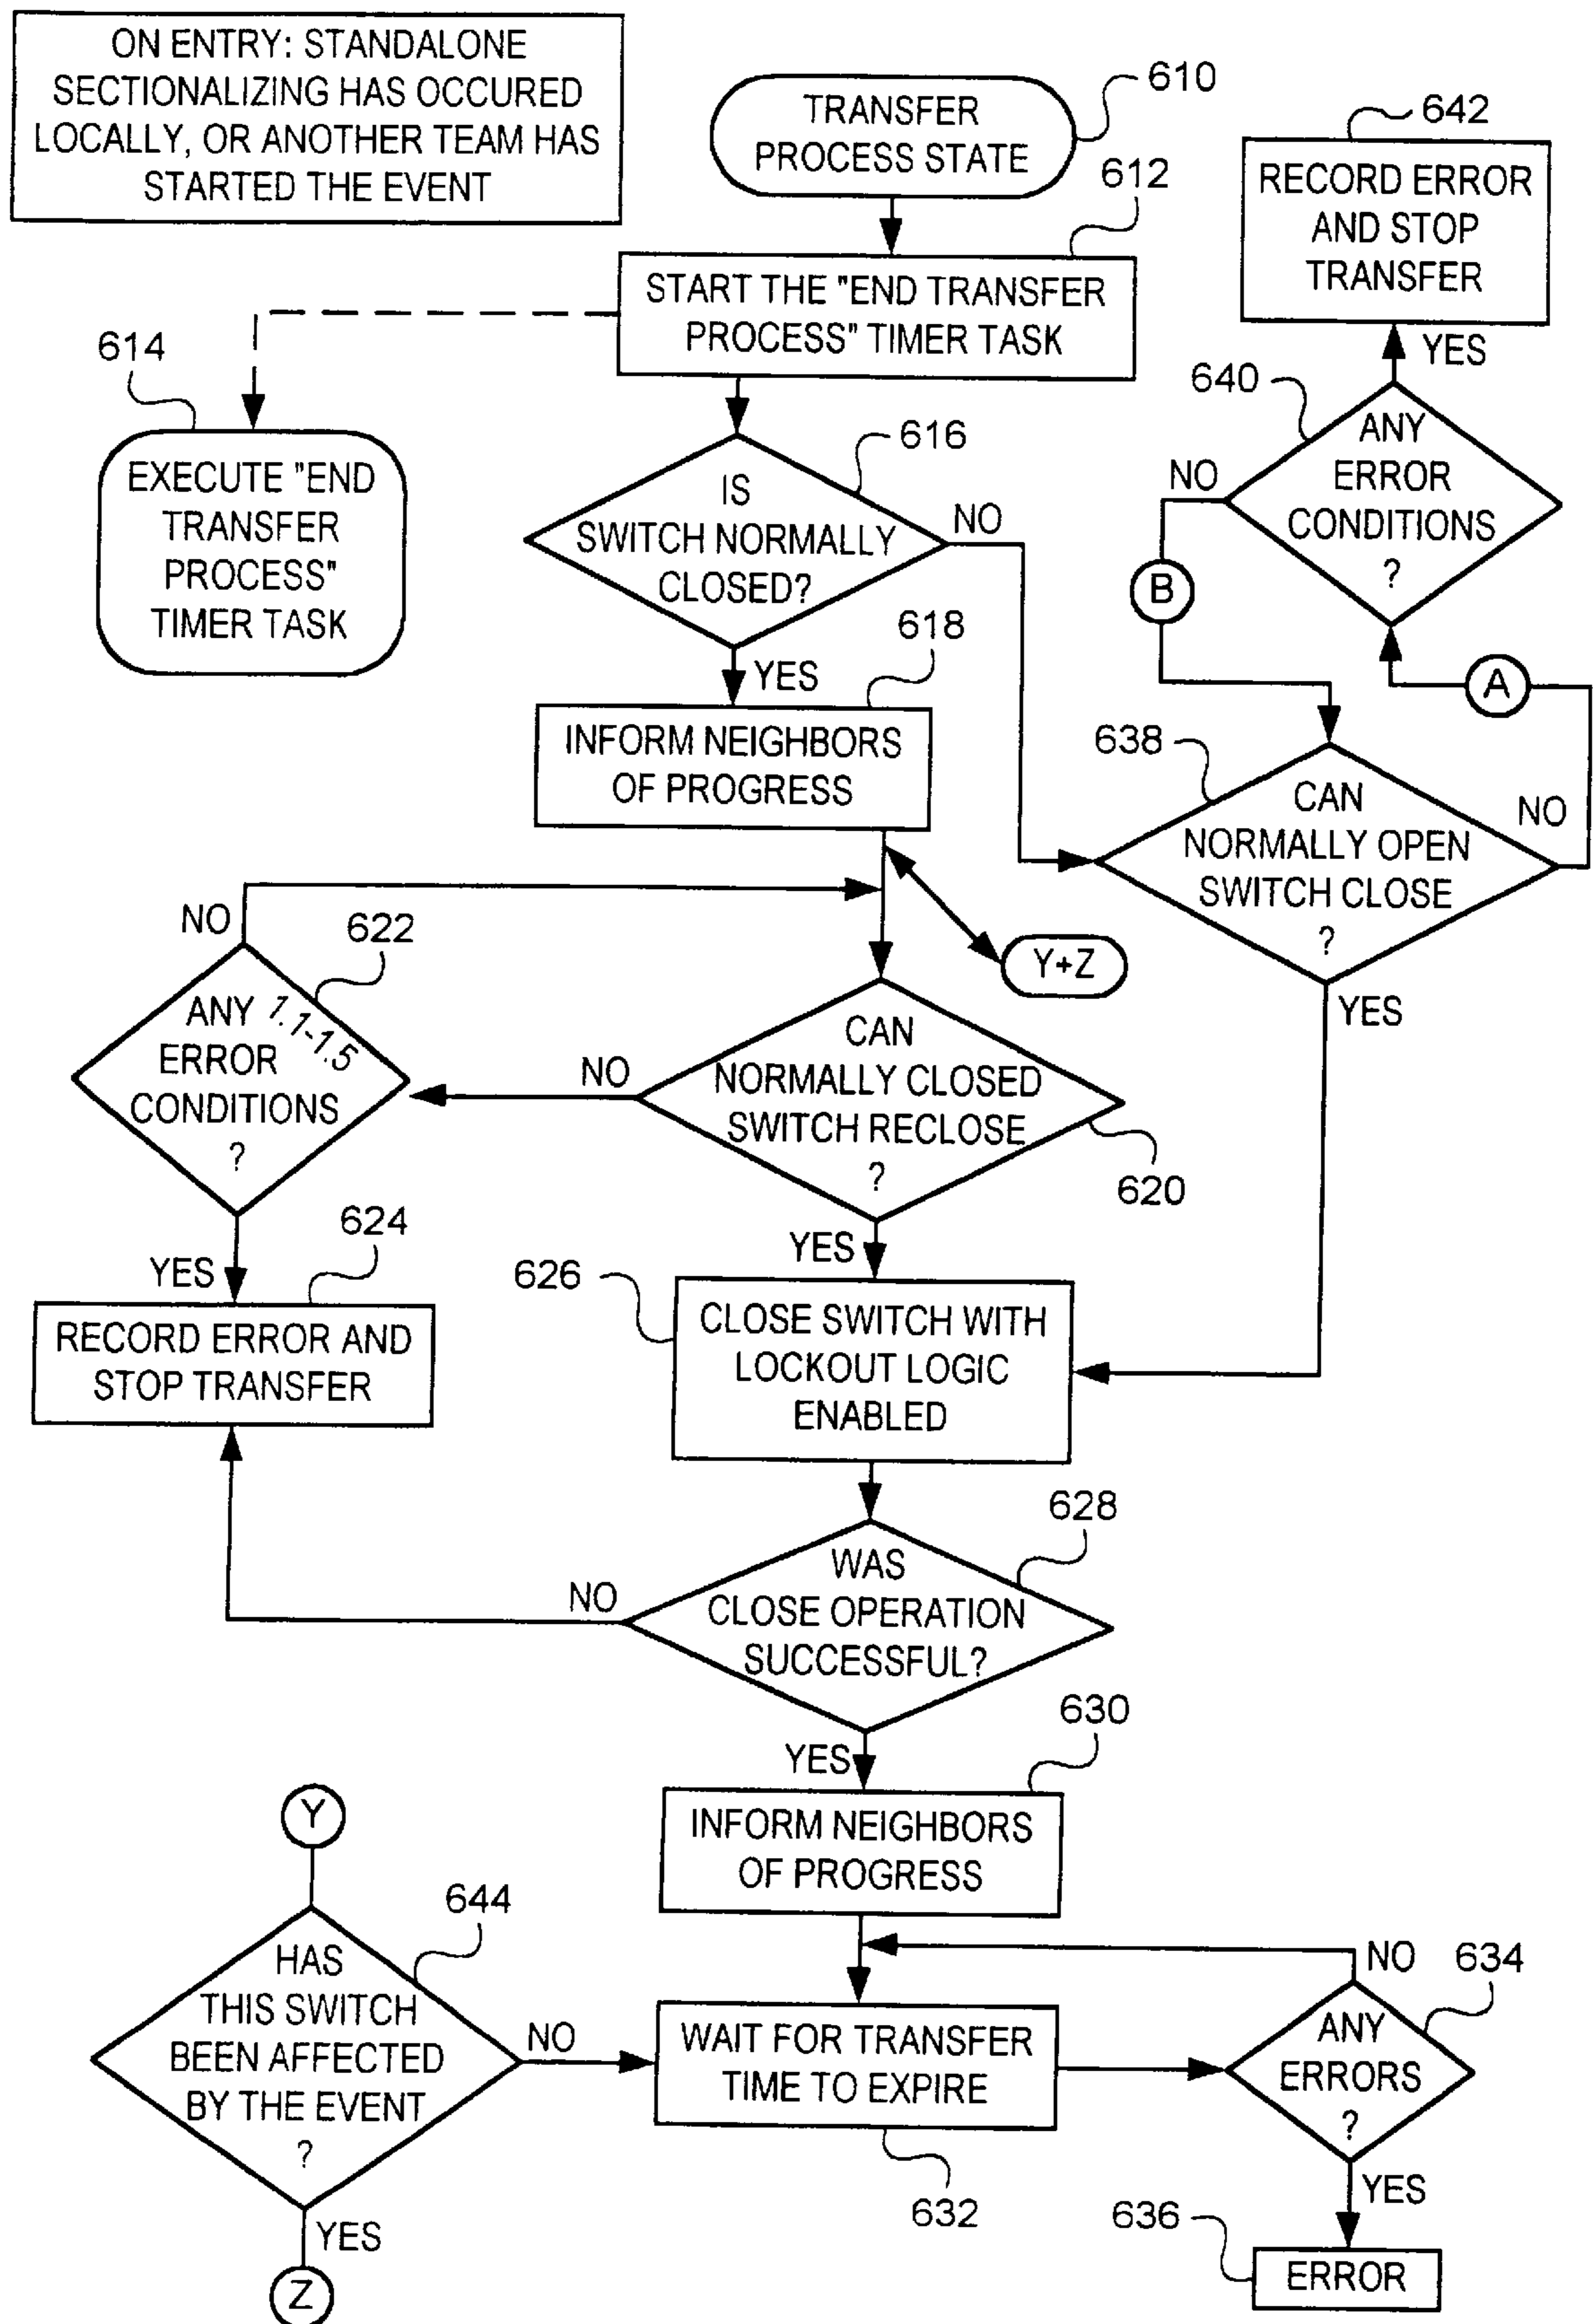 ON ENTRY: STANDALONE
SECTIONALIZING HAS OCCURED
LOCALLY, OR ANOTHER TEAM HAS
STARTED THE EVENT
TRANSFER
PROCESS STATE
610
612
START THE "END TRANSFER
PROCESS" TIMER TASK
642
RECORD ERROR
AND STOP
TRANSFER
YES
640
ANY
ERROR
CONDITIONS
?
NO
B
A
614
EXECUTE "END
TRANSFER
PROCESS"
TIMER TASK
616
IS
SWITCH NORMALLY
CLOSED?
NO
YES
618
INFORM NEIGHBORS
OF PROGRESS
638
CAN
NORMALLY OPEN
SWITCH CLOSE
?
NO
YES
Y+Z
NO
622
ANY 1.1-1.5
ERROR
CONDITIONS
?
NO
CAN
NORMALLY CLOSED
SWITCH RECLOSE
?
620
YES
624
RECORD ERROR AND
STOP TRANSFER
YES
626
CLOSE SWITCH WITH
LOCKOUT LOGIC
ENABLED
628
WAS
CLOSE OPERATION
SUCCESSFUL?
NO
YES
630
INFORM NEIGHBORS
OF PROGRESS
Y
644
HAS
THIS SWITCH
BEEN AFFECTED
BY THE EVENT
?
NO
YES
Z
WAIT FOR TRANSFER
TIME TO EXPIRE
632
NO
634
ANY
ERRORS
?
YES
636
ERROR